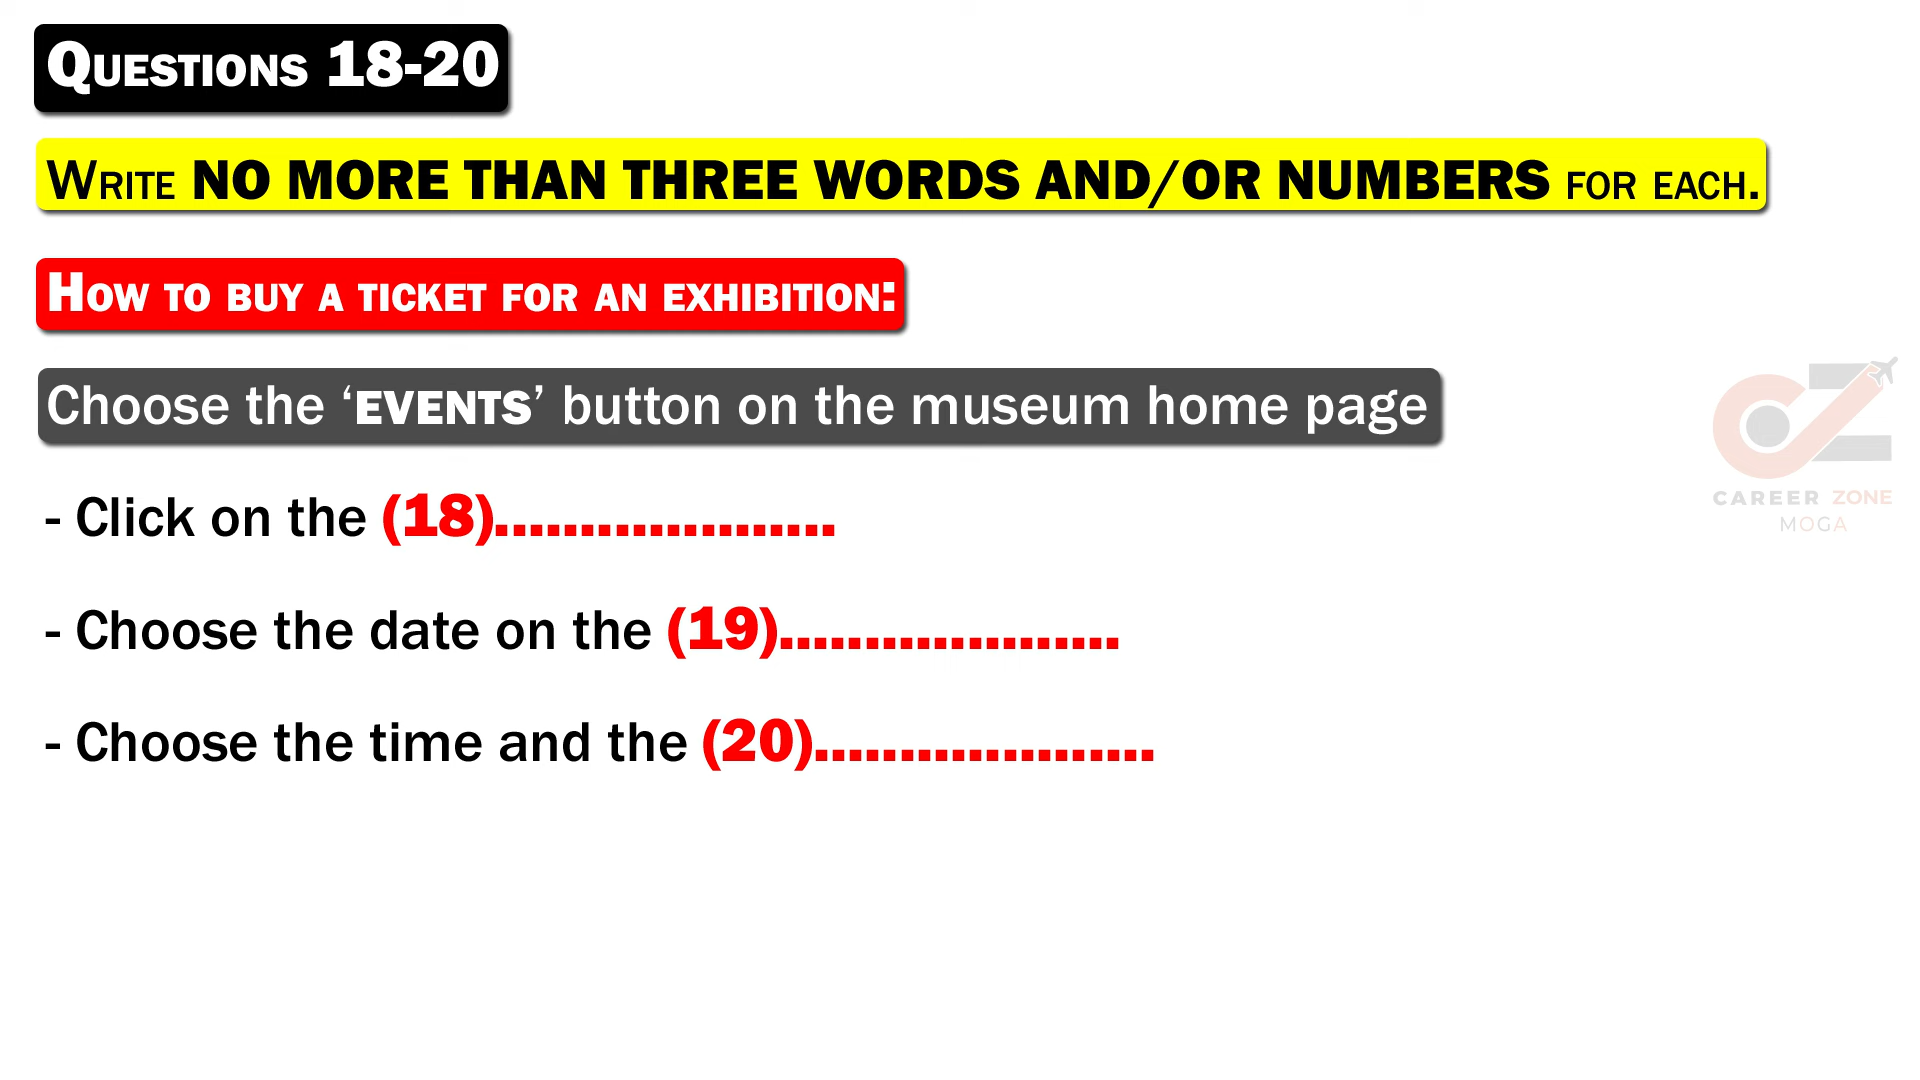 Questions 18-20
Write NO MORE THAN THREE WORDS AND/OR NUMBERS for each.
How to buy a ticket for an exhibition:
Choose the ‘EVENTS’ button on the museum home page
- Click on the (18)....................
- Choose the date on the (19)....................
- Choose the time and the (20)....................
CAREER ZONE
MOGA